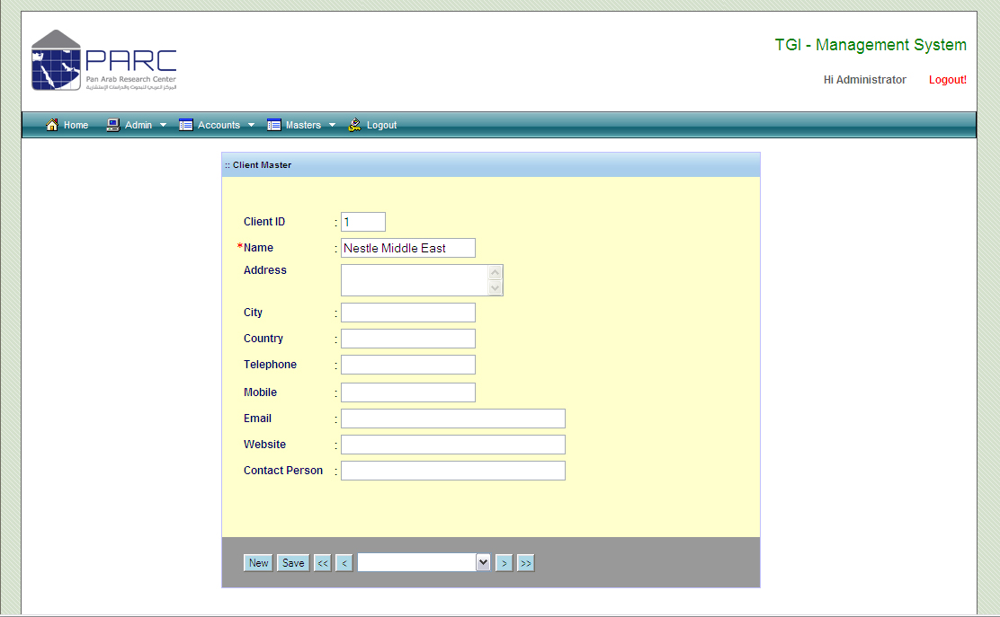 PARC
Pan Arab Research Center
المركز العربي للبحوث والدراسات الإستشارية
TGI - Management System
Hi Administrator Logout!
Home Admin Accounts Masters Logout
:: Client Master
Client ID : 1
*Name : Nestle Middle East
Address
City :
Country :
Telephone :
Mobile :
Email :
Website :
Contact Person :
New Save << < > >>